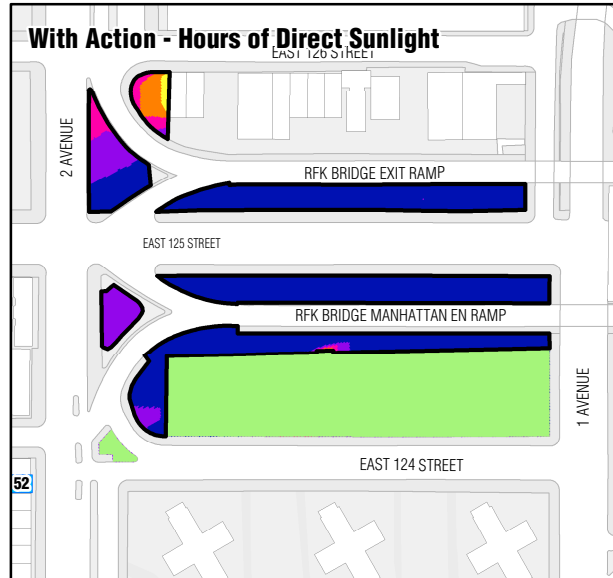 With Action - Hours of Direct Sunlight
EAST 126 STREET
2 AVENUE
RFK BRIDGE EXIT RAMP
EAST 125 STREET
RFK BRIDGE MANHATTAN EN RAMP
1 AVENUE
EAST 124 STREET
52